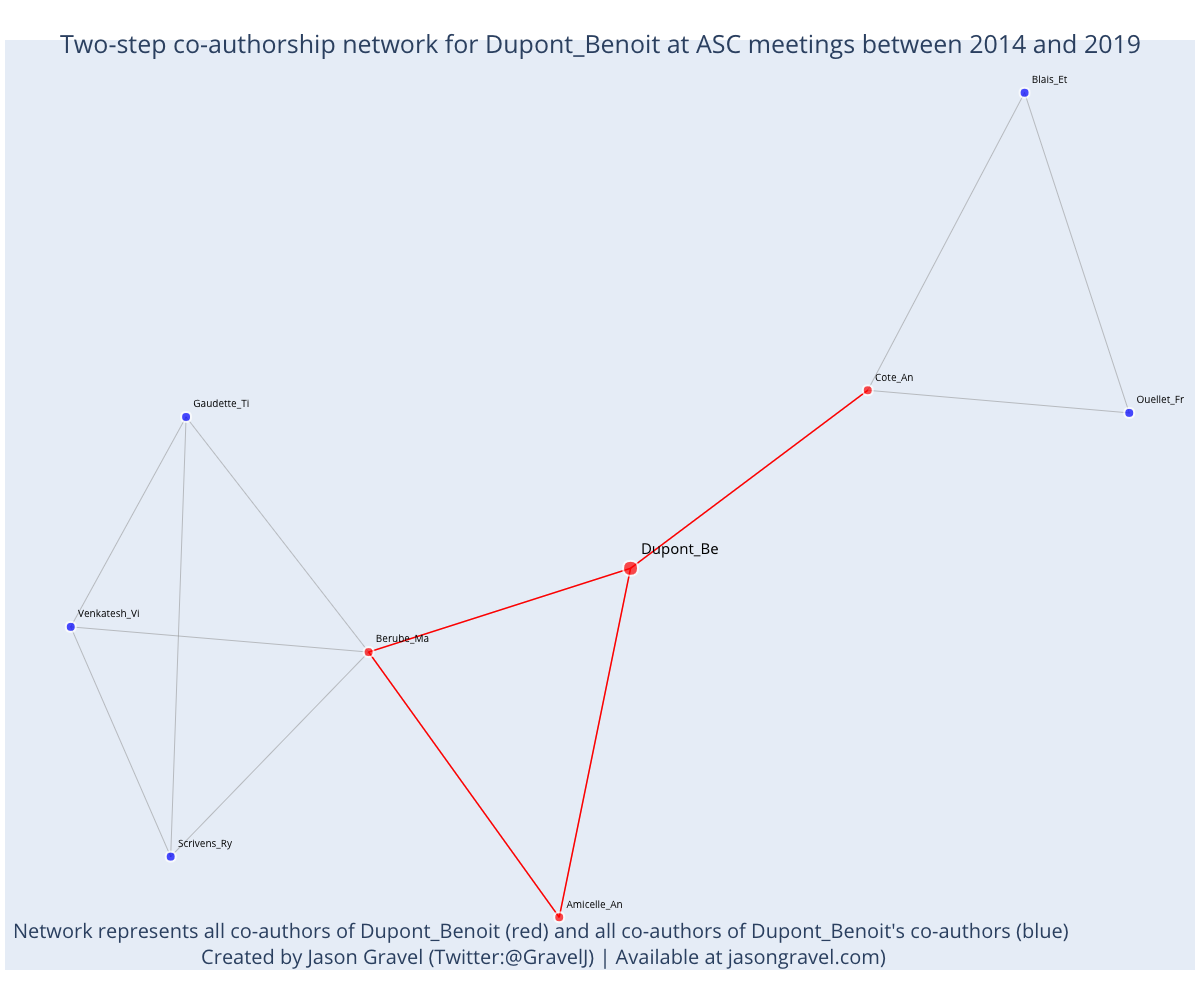 Two-step co-authorship network for Dupont_Benoit at ASC meetings between 2014 and 2019
Blais_Et
Cote_An
Ouellet_Fr
Gaudette_Ti
Dupont_Be
Venkatesh_Vi
Berube_Ma
Scrivens_Ry
Amicelle_An
Network represents all co-authors of Dupont_Benoit (red) and all co-authors of Dupont_Benoit's co-authors (blue)
Created by Jason Gravel (Twitter:@GravelJ) | Available at jasongravel.com)